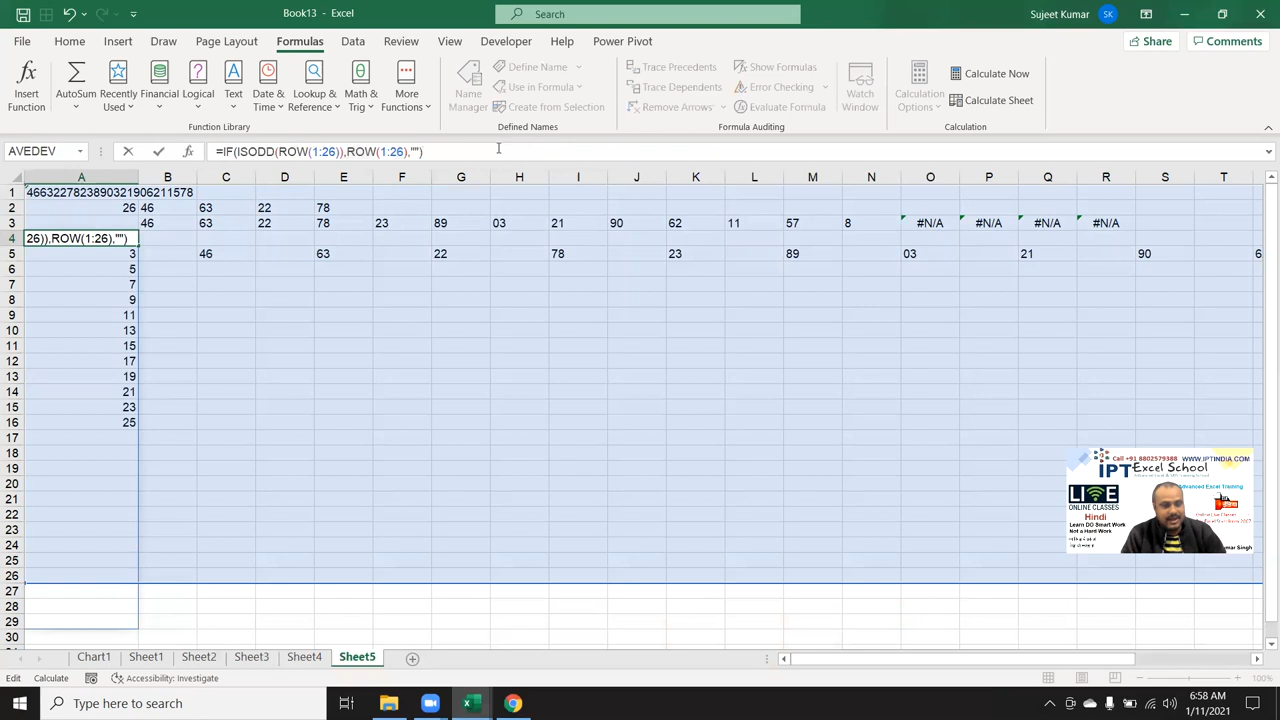 Book13 - Excel
Search
Sujeet Kumar
SK
File Home Insert Draw Page Layout Formulas Data Review View Developer Help Power Pivot
Share Comments
Insert Function
AutoSum
Recently Used
Financial
Logical
Text
Date & Time
Lookup & Reference
Math & Trig
More Functions
Function Library
Name Manager
Define Name
Use in Formula
Create from Selection
Defined Names
Trace Precedents
Trace Dependents
Remove Arrows
Show Formulas
Error Checking
Evaluate Formula
Formula Auditing
Watch Window
Calculation Options
Calculate Now
Calculate Sheet
Calculation
AVEDEV
fx
=IF(ISODD(ROW(1:26)),ROW(1:26),"")
A B C D E F G H I J K L M N O P Q R S T
1 4663227823890321906211578
2 26 46 63 22 78
3 46 63 22 78 23 89 03 21 90 62 11 57 8 #N/A #N/A #N/A #N/A
4 26)),ROW(1:26),"")
5 3 46 63 22 78 23 89 03 21 90 6
6 5
7 7
8 9
9 11
10 13
11 15
12 17
13 19
14 21
15 23
16 25
17
18
19
20
21
22
23
24
25
26
27
28
29
30
Call +91 8802579388 WWW.IPTINDIA.COM
IPT Excel School
LIVE
ONLINE CLASSES
Hindi
Learn DO Smart Work
Not a Hard Work
Advanced Excel Training
Chart1 Sheet1 Sheet2 Sheet3 Sheet4 Sheet5
Edit Calculate Accessibility: Investigate
100%
Type here to search
6:58 AM
1/11/2021